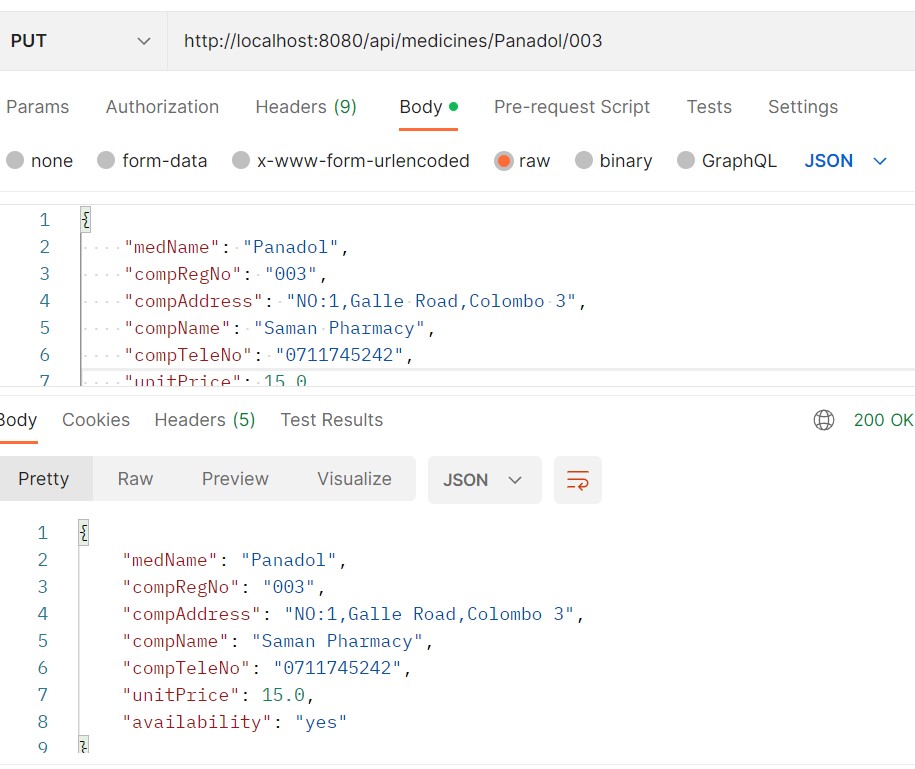 PUT http://localhost:8080/api/medicines/Panadol/003
Params Authorization Headers (9) Body Pre-request Script Tests Settings
none form-data x-www-form-urlencoded raw binary GraphQL JSON
1 {
2 "medName": "Panadol",
3 "compRegNo": "003",
4 "compAddress": "NO:1,Galle Road,Colombo 3",
5 "compName": "Saman Pharmacy",
6 "compTeleNo": "0711745242",
7 "unitPrice": 15.0
Body Cookies Headers (5) Test Results 200 OK
Pretty Raw Preview Visualize JSON
1 {
2 "medName": "Panadol",
3 "compRegNo": "003",
4 "compAddress": "NO:1,Galle Road,Colombo 3",
5 "compName": "Saman Pharmacy",
6 "compTeleNo": "0711745242",
7 "unitPrice": 15.0,
8 "availability": "yes"
9 }